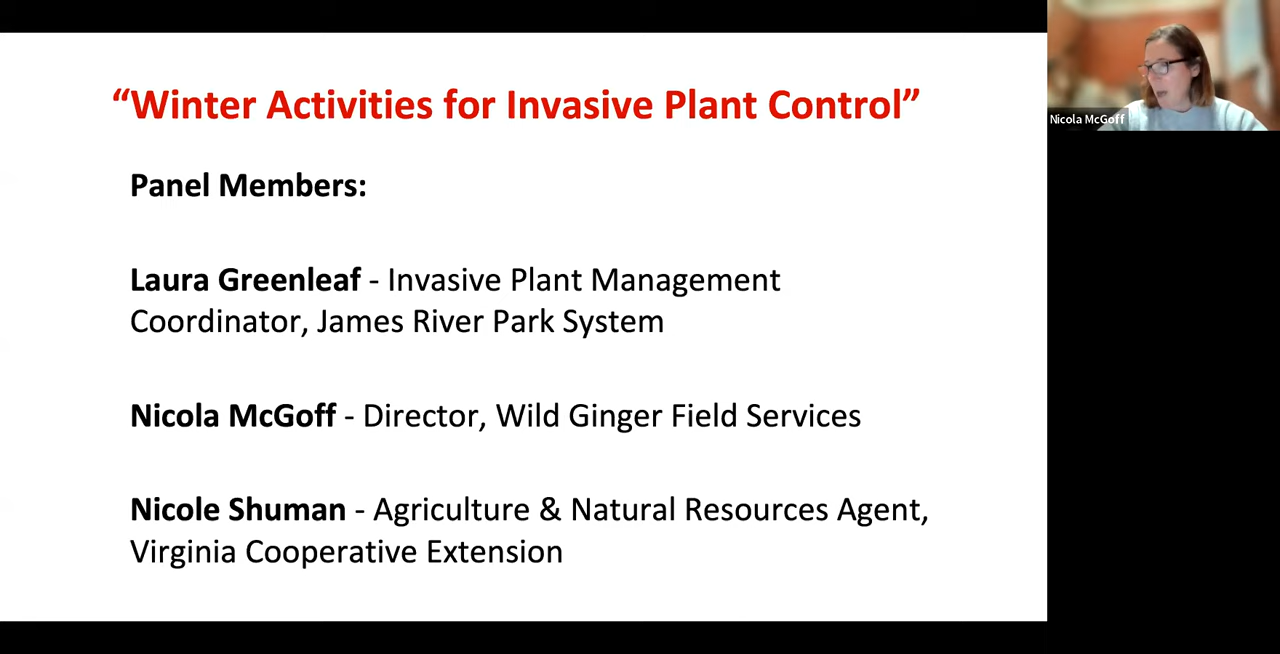 “Winter Activities for Invasive Plant Control”
Panel Members:
Laura Greenleaf - Invasive Plant Management
Coordinator, James River Park System
Nicola McGoff - Director, Wild Ginger Field Services
Nicole Shuman - Agriculture & Natural Resources Agent,
Virginia Cooperative Extension
Nicola McGoff